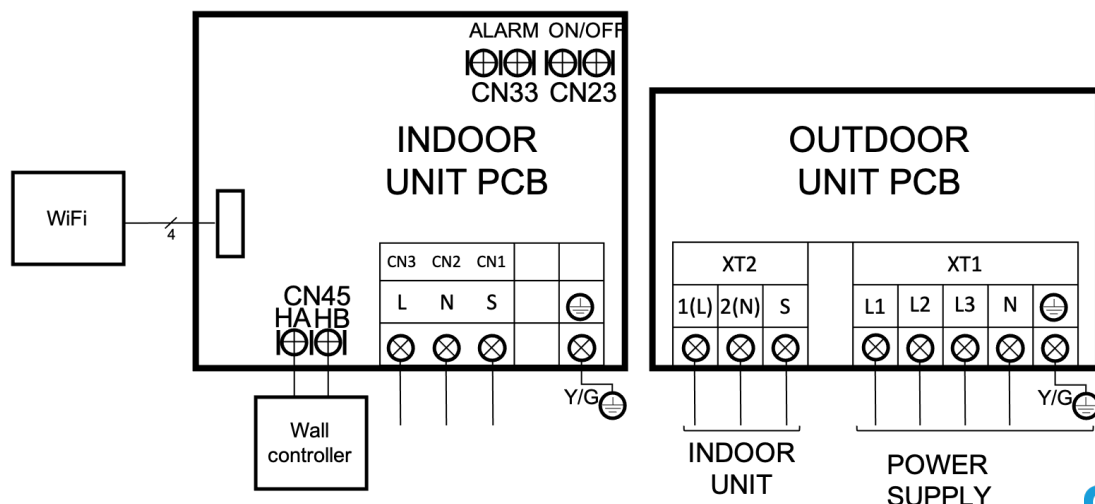 ALARM ON/OFF
CN33 CN23
INDOOR
UNIT PCB
WiFi
4
CN45
HA HB
CN3 CN2 CN1
L N S
Y/G
Wall
controller
OUTDOOR
UNIT PCB
XT2 XT1
1(L) 2(N) S L1 L2 L3 N
Y/G
INDOOR
UNIT
POWER
SUPPLY